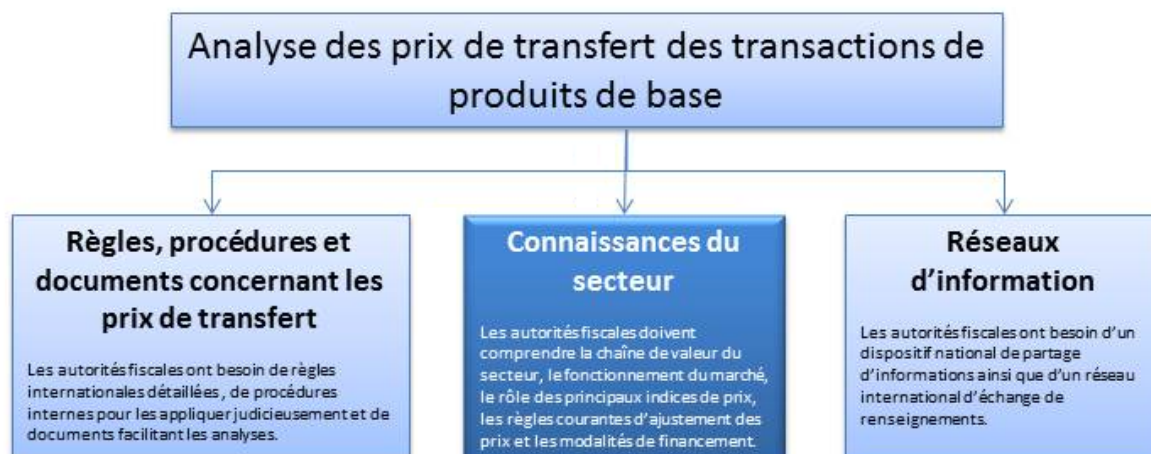 Analyse des prix de transfert des transactions de
produits de base
Règles, procédures et
documents concernant les
prix de transfert
Les autorités fiscales ont besoin de règles
internationales détaillées , de procédures
internes pour les appliquer judicieusement et de
documents facilitant les analyses.
Connaissances du
secteur
Les autorités fiscales doivent
comprendre la chaîne de valeur du
secteur, le fonctionnement du marché,
le rôle des principaux indices de prix,
les règles courantes d’ajustement des
prix et les modalités de financement.
Réseaux
d’information
Les autorités fiscales ont besoin d’un
dispositif national de partage
d’informations ainsi que d’un réseau
international d’échange de
renseignements.